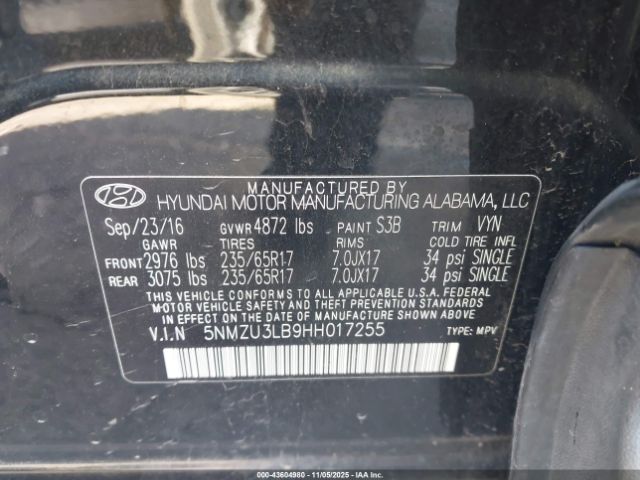 MANUFACTURED BY
HYUNDAI MOTOR MANUFACTURING ALABAMA, LLC
Sep/23/16 GVWR 4872 lbs PAINT S3B TRIM VYN
GAWR TIRES RIMS COLD TIRE INFL
FRONT 2976 lbs 235/65R17 7.0JX17 34 psi SINGLE
REAR 3075 lbs 235/65R17 7.0JX17 34 psi SINGLE
THIS VEHICLE CONFORMS TO ALL APPLICABLE U.S.A. FEDERAL
MOTOR VEHICLE SAFETY AND THEFT PREVENTION STANDARDS
IN EFFECT ON THE DATE OF MANUFACTURE SHOWN ABOVE
V.I.N 5NMZU3LB9HH017255 TYPE: MPV
000-43604980 - 11/05/2025 - IAAI.COM